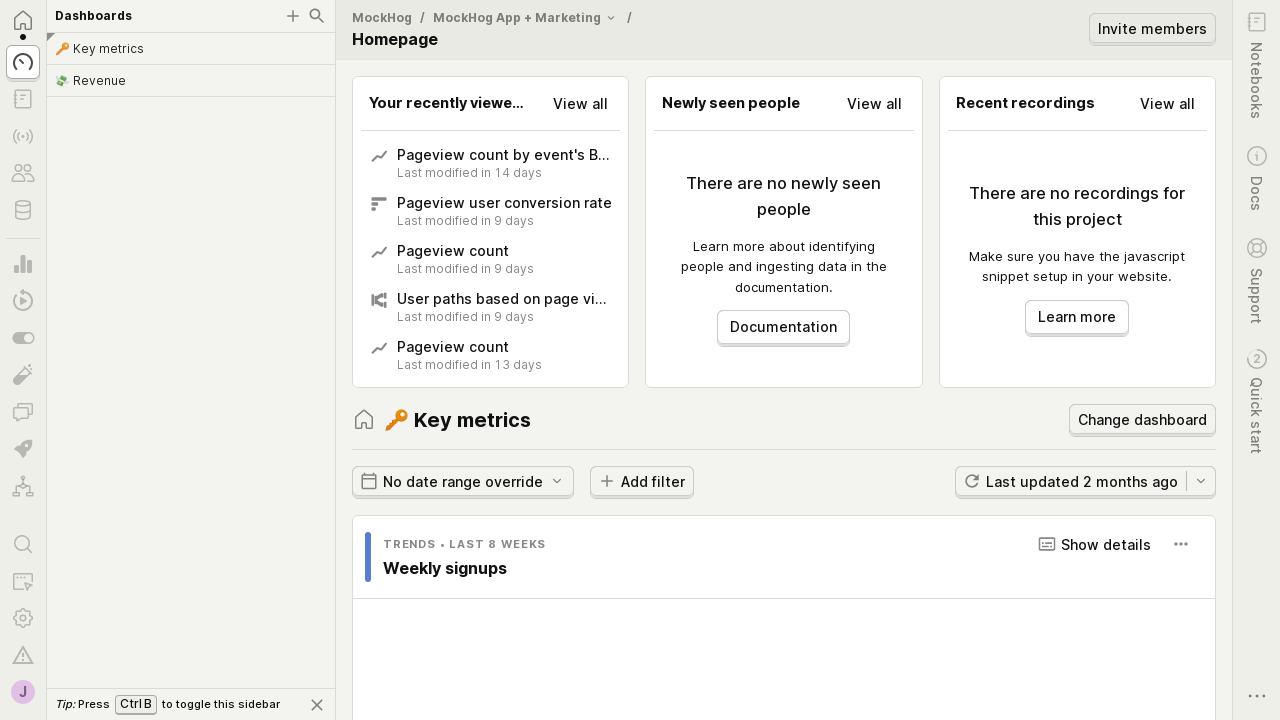 Dashboards
🔑 Key metrics
💸 Revenue
Tip: Press Ctrl B to toggle this sidebar
J
MockHog / MockHog App + Marketing /
Homepage
Invite members
Your recently viewe...
View all
Pageview count by event's B...
Last modified in 14 days
Pageview user conversion rate
Last modified in 9 days
Pageview count
Last modified in 9 days
User paths based on page vi...
Last modified in 9 days
Pageview count
Last modified in 13 days
Newly seen people
View all
There are no newly seen
people
Learn more about identifying
people and ingesting data in the
documentation.
Documentation
Recent recordings
View all
There are no recordings for
this project
Make sure you have the javascript
snippet setup in your website.
Learn more
🔑 Key metrics
Change dashboard
No date range override
Add filter
Last updated 2 months ago
TRENDS • LAST 8 WEEKS
Weekly signups
Show details
Notebooks
Docs
Support
2
Quick start